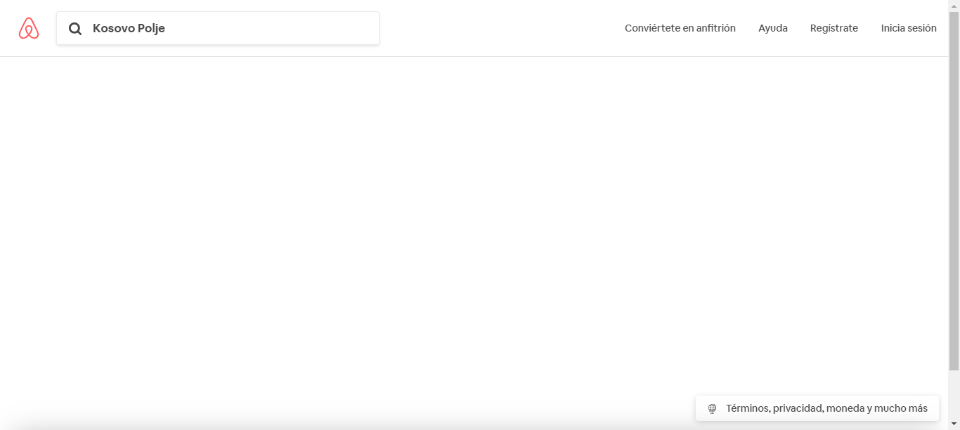 Kosovo Polje
Conviértete en anfitrión
Ayuda
Regístrate
Inicia sesión
Términos, privacidad, moneda y mucho más